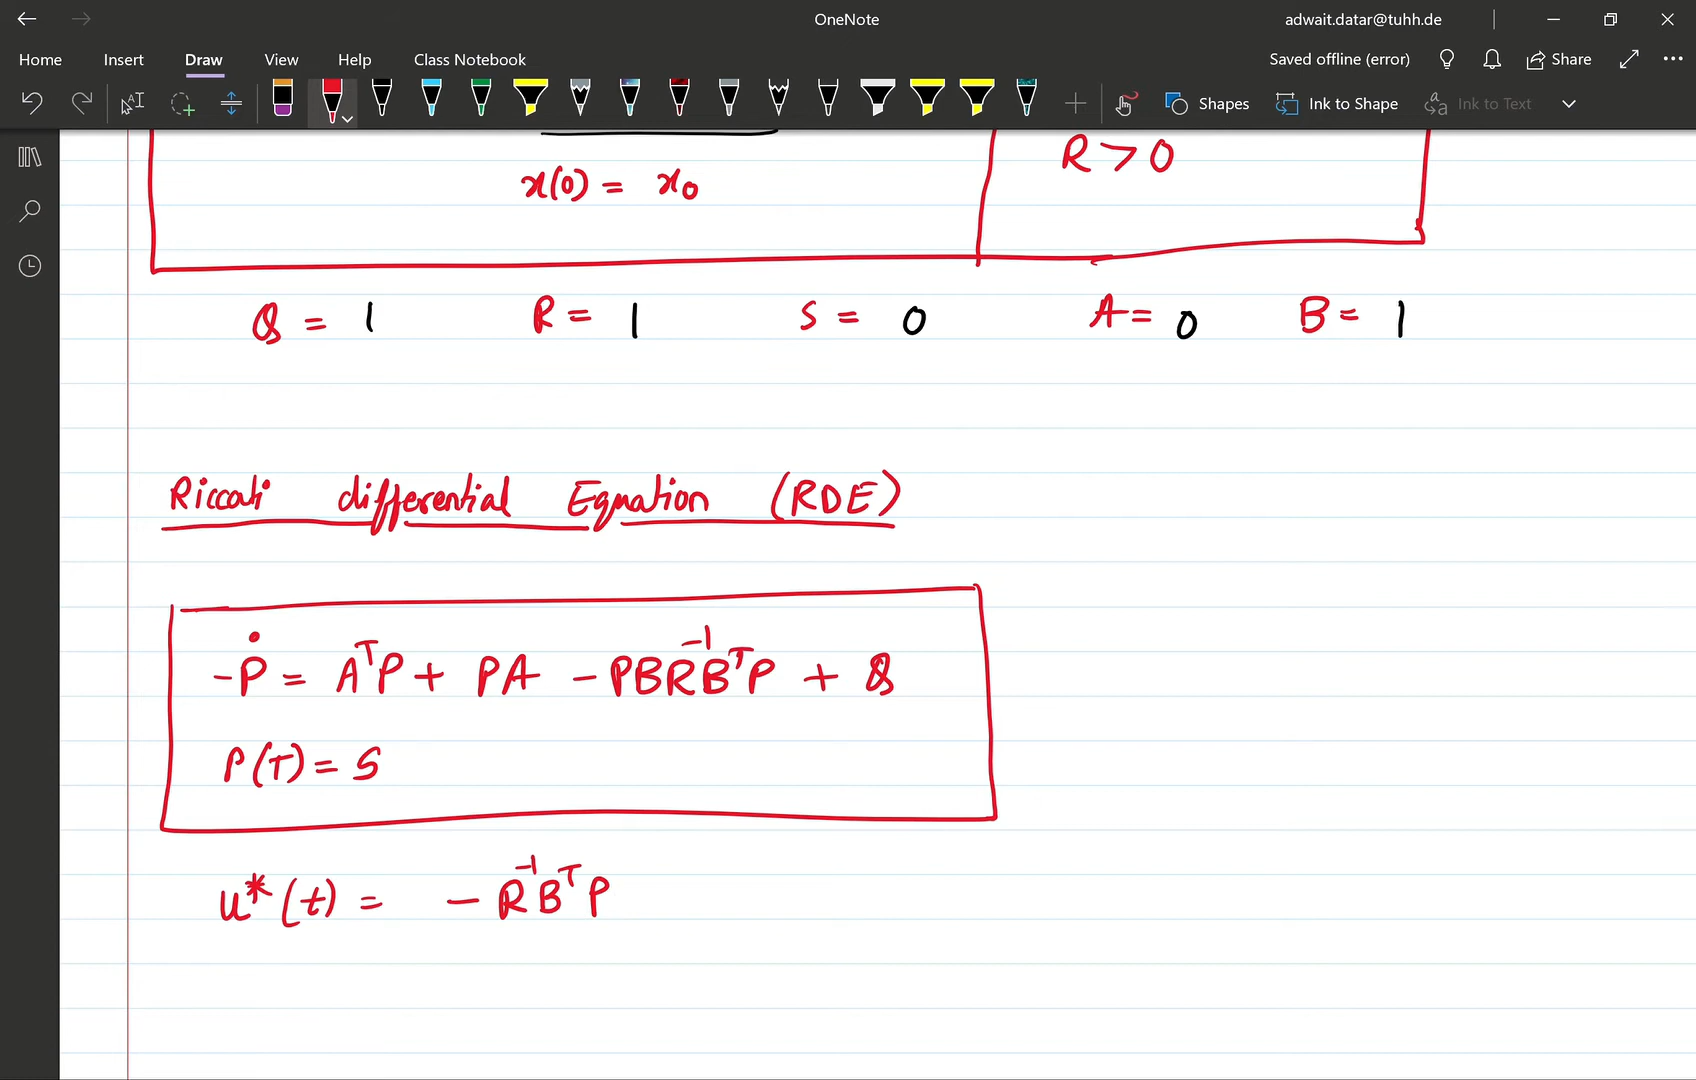 OneNote
adwait.datar@tuhh.de
Home Insert Draw View Help Class Notebook
Saved offline (error) Share
Shapes Ink to Shape Ink to Text
R > 0
x(0) = x₀
Q = 1 R = 1 S = 0 A = 0 B = 1
Riccati differential Equation (RDE)
-Ṗ = AᵀP + PA - PBR⁻¹BᵀP + Q
P(T) = S
u*(t) = - R⁻¹BᵀP